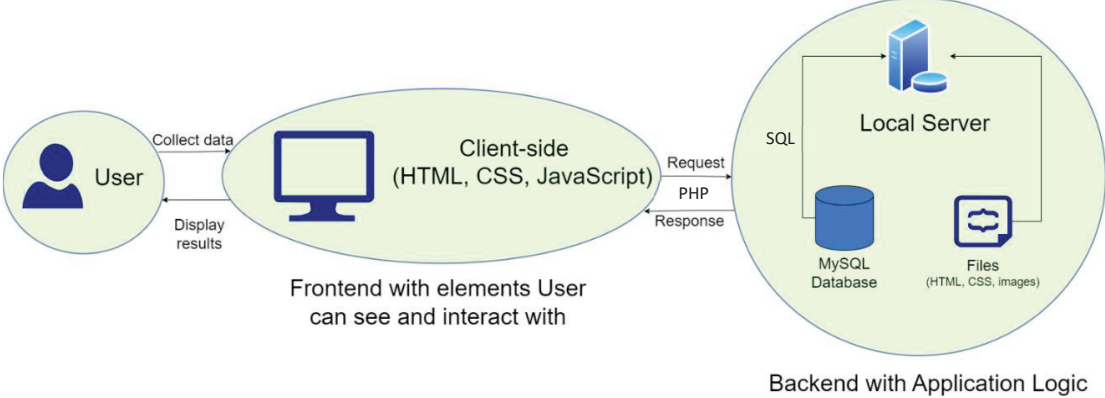 User
Collect data
Display
results
Client-side
(HTML, CSS, JavaScript)
Frontend with elements User
can see and interact with
Request
PHP
Response
Local Server
SQL
MySQL
Database
Files
(HTML, CSS, images)
Backend with Application Logic